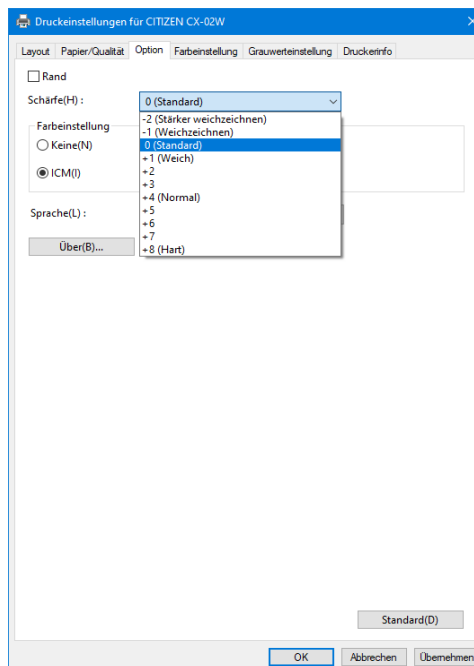 Druckeinstellungen für CITIZEN CX-02W
Layout Papier/Qualität Option Farbeinstellung Grauwerteinstellung Druckerinfo
Rand
Schärfe(H) : 0 (Standard)
-2 (Stärker weichzeichnen)
-1 (Weichzeichnen)
0 (Standard)
+1 (Weich)
+2
+3
+4 (Normal)
+5
+6
+7
+8 (Hart)
Farbeinstellung
Keine(N)
ICM(I)
Sprache(L) :
Über(B)...
Standard(D)
OK Abbrechen Übernehmen